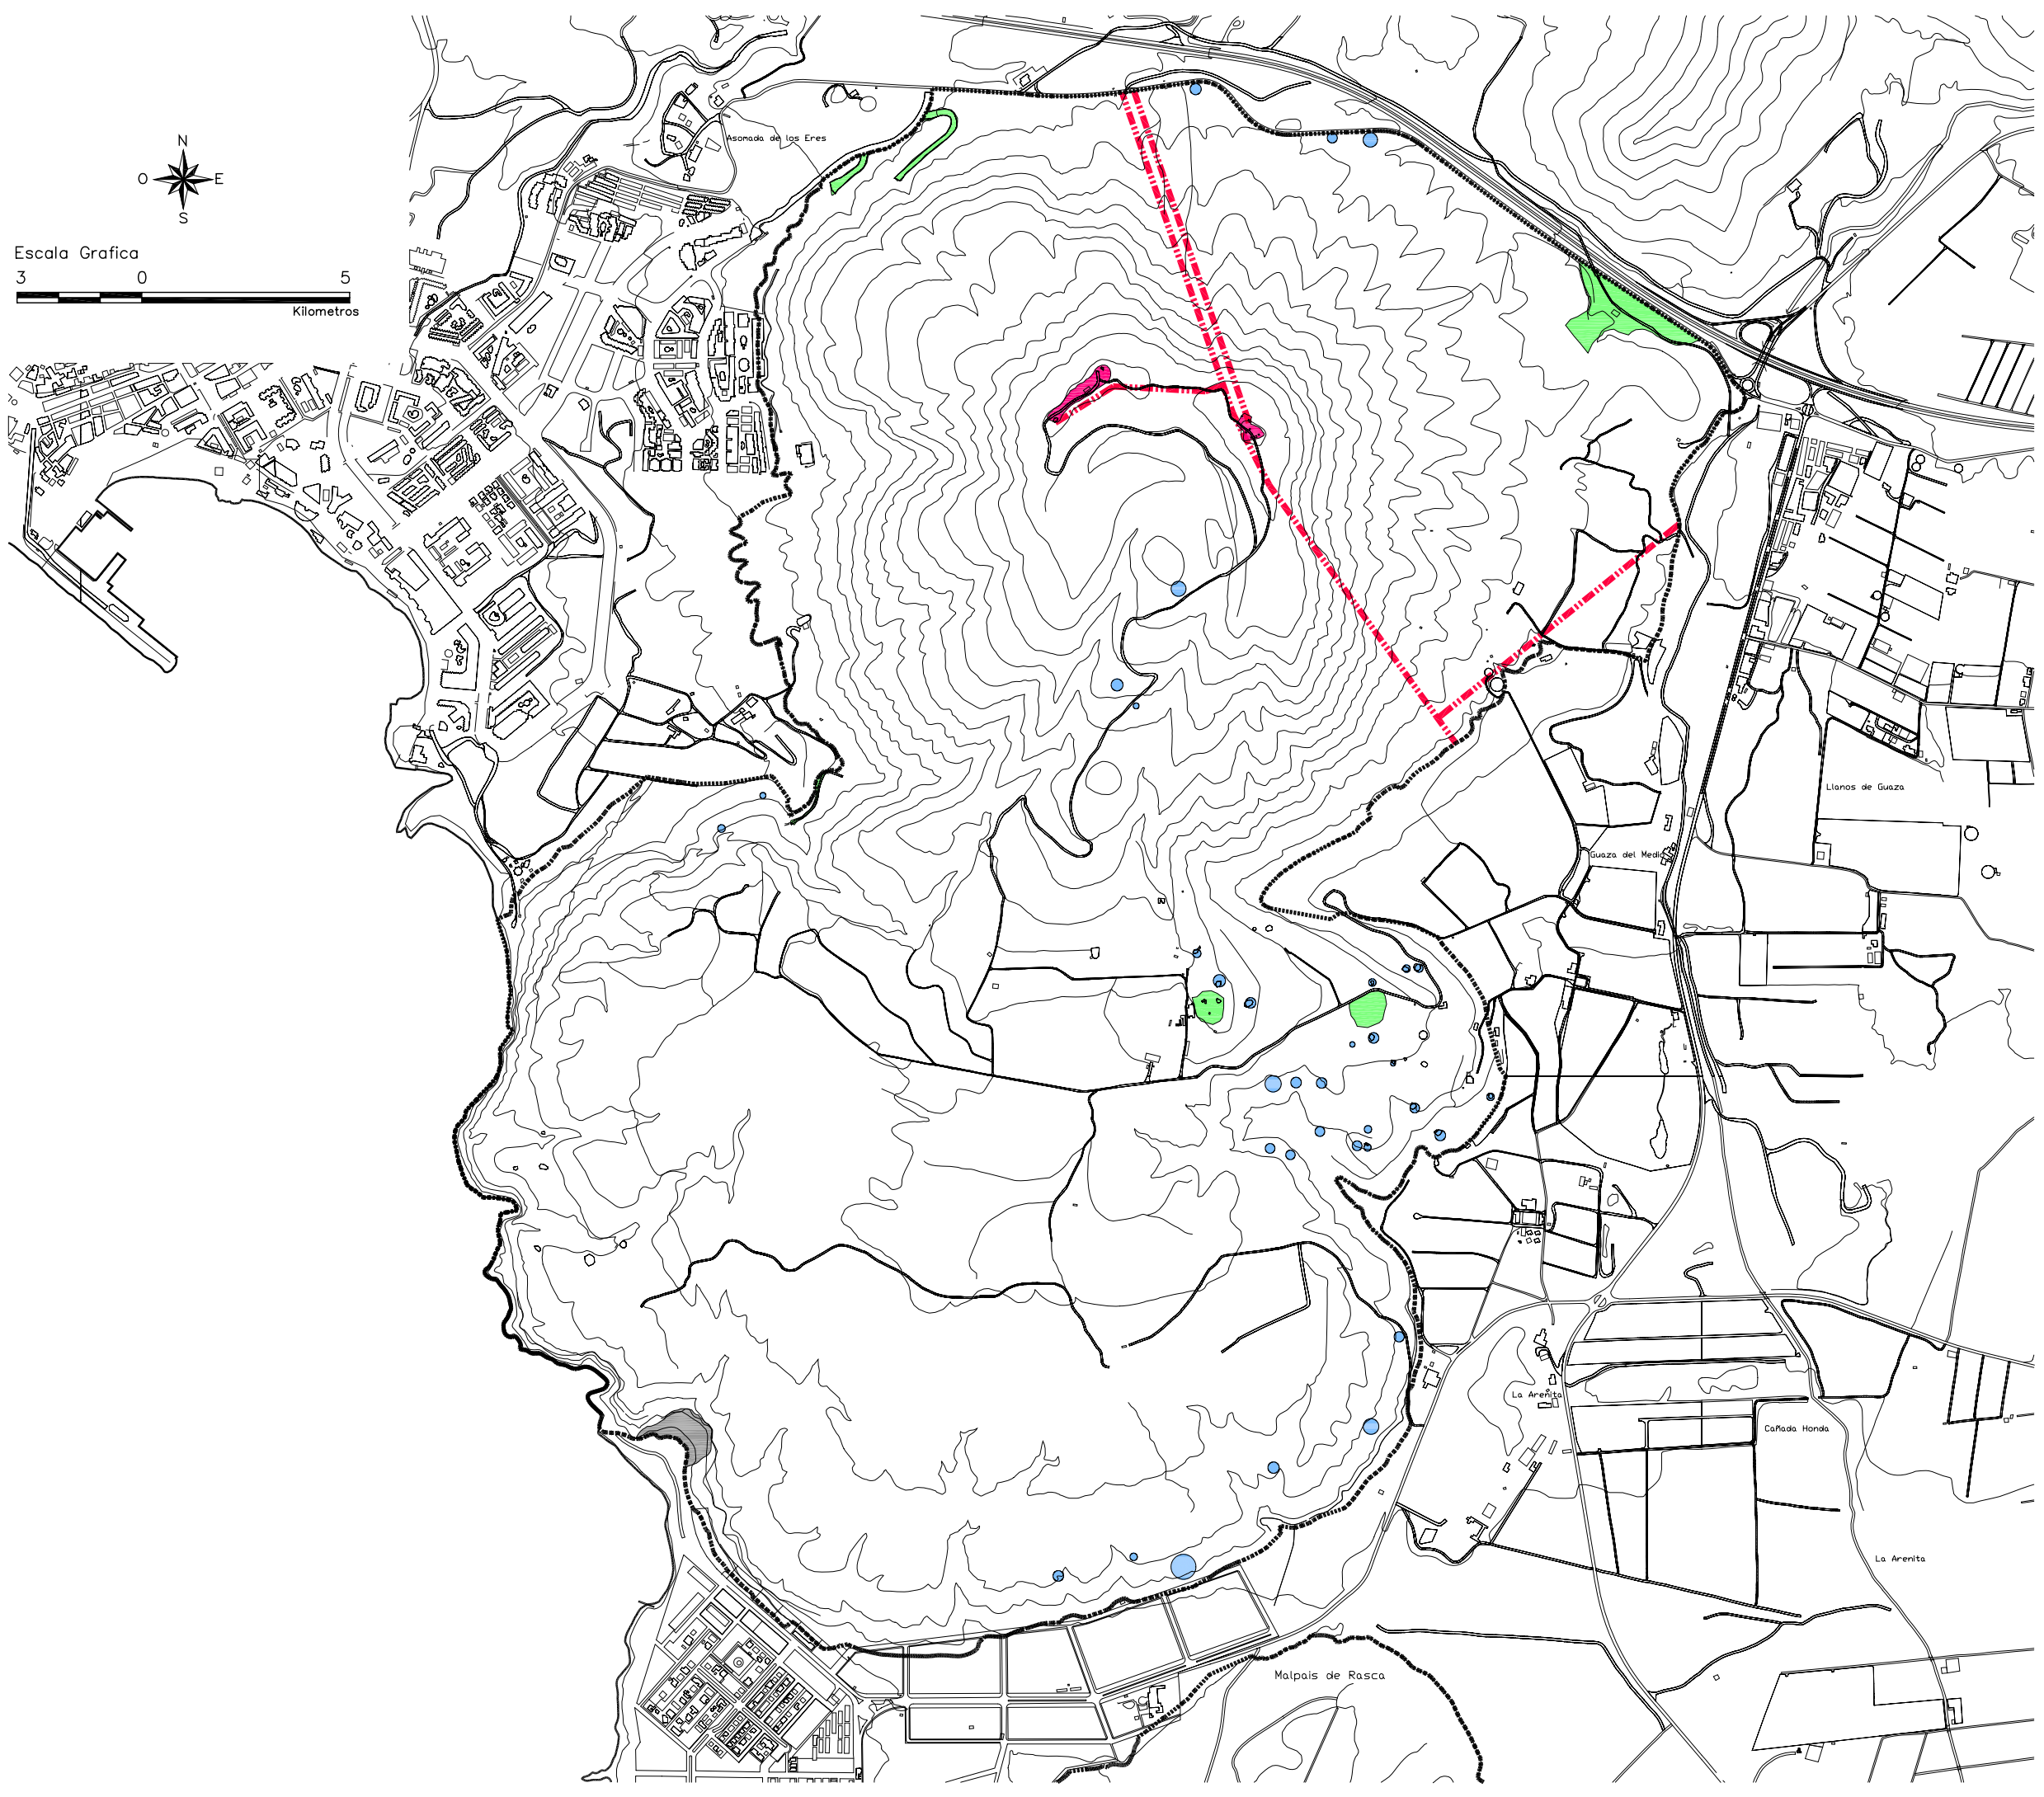 Asomada de los Eres
N
O E
S
Escala Grafica
3 0 5
Kilometros
Llanos de Guaza
Guaza del Medio
La Arenita
Cañada Honda
La Arenita
Malpais de Rasca